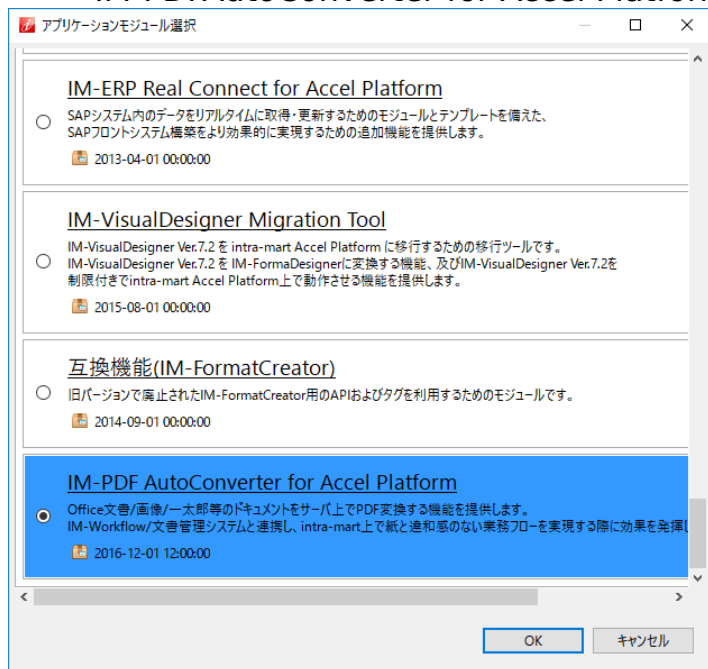 IM-PDFAutoConverter for Accel Platform
アプリケーションモジュール選択
IM-ERP Real Connect for Accel Platform
SAPシステム内のデータをリアルタイムに取得・更新するためのモジュールとテンプレートを備えた、
SAPフロントシステム構築をより効果的に実現するための追加機能を提供します。
2013-04-01 00:00:00
IM-VisualDesigner Migration Tool
IM-VisualDesigner Ver.7.2 を intra-mart Accel Platform に移行するための移行ツールです。
IM-VisualDesigner Ver.7.2 を IM-FormaDesignerに変換する機能、及びIM-VisualDesigner Ver.7.2を
制限付きでintra-mart Accel Platform上で動作させる機能を提供します。
2015-08-01 00:00:00
互換機能(IM-FormatCreator)
旧バージョンで廃止されたIM-FormatCreator用のAPIおよびタグを利用するためのモジュールです。
2014-09-01 00:00:00
IM-PDF AutoConverter for Accel Platform
Office文書/画像/一太郎等のドキュメントをサーバ上でPDF変換する機能を提供します。
IM-Workflow/文書管理システムと連携し、intra-mart上で紙と違和感のない業務フローを実現する際に効果を発揮し
2016-12-01 12:00:00
OK
キャンセル